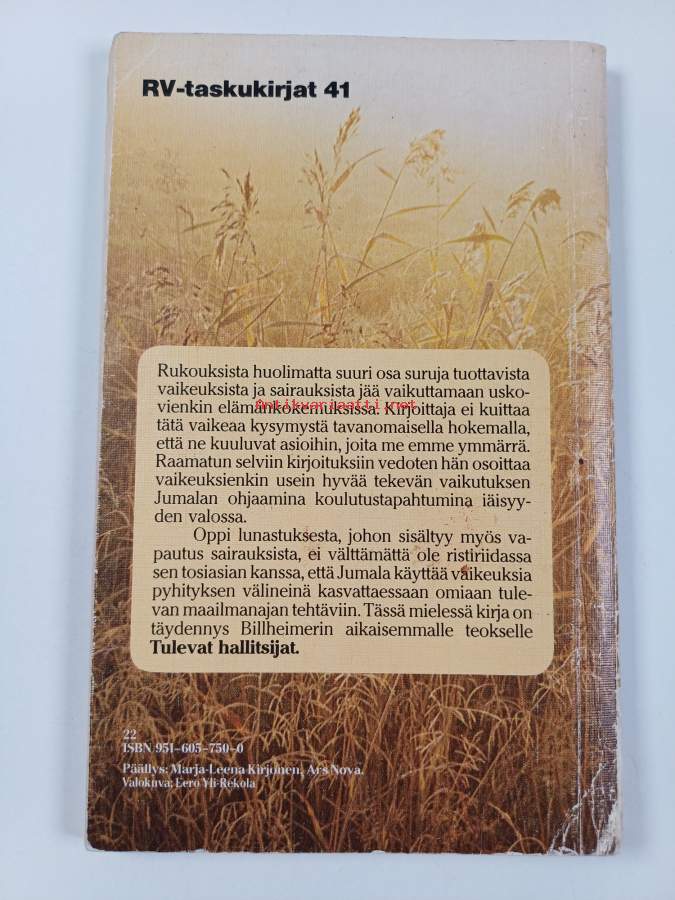 RV-taskukirjat 41
Rukouksista huolimatta suuri osa suruja tuottavista
vaikeuksista ja sairauksista jää vaikuttamaan usko-
vienkin elämänkokemuksissa. Kirjoittaja ei kuittaa
Antikvariaatti.net
tätä vaikeaa kysymystä tavanomaisella hokemalla,
että ne kuuluvat asioihin, joita me emme ymmärrä.
Raamatun selviin kirjoituksiin vedoten hän osoittaa
vaikeuksienkin usein hyvää tekevän vaikutuksen
Jumalan ohjaamina koulutustapahtumina iäisyy-
den valossa.
Oppi lunastuksesta, johon sisältyy myös va-
pautus sairauksista, ei välttämättä ole ristiriidassa
sen tosiasian kanssa, että Jumala käyttää vaikeuksia
pyhityksen välineinä kasvattaessaan omiaan tule-
van maailmanajan tehtäviin. Tässä mielessä kirja on
täydennys Billheimerin aikaisemmalle teokselle
Tulevat hallitsijat.
22
ISBN 951-605-750-0
Päällys: Marja-Leena Kirjonen, Ars Nova.
Valokuva: Eero Yli-Rekola